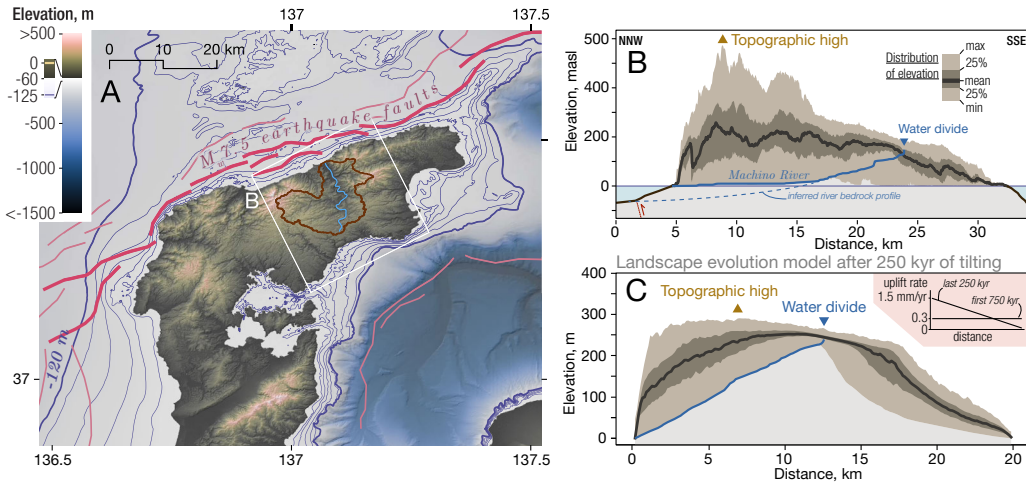 Elevation, m
>500
0
-60
-125
-500
-1000
<-1500
137
137.5
0 10 20 km
A
M 7.5 earthquake faults
B
-120 m
37
37
136.5
137
137.5
NNW
SSE
B
Topographic high
Distribution
of elevation
max
25%
mean
25%
min
Water divide
Machino River
inferred river bedrock profile
Elevation, masl
500
400
300
200
100
0
0 5 10 15 20 25 30
Distance, km
Landscape evolution model after 250 kyr of tilting
C
Topographic high
Water divide
uplift rate
1.5 mm/yr
last 250 kyr
first 750 kyr
0.3
0
distance
Elevation, m
400
300
200
100
0
0 5 10 15 20 20
Distance, km